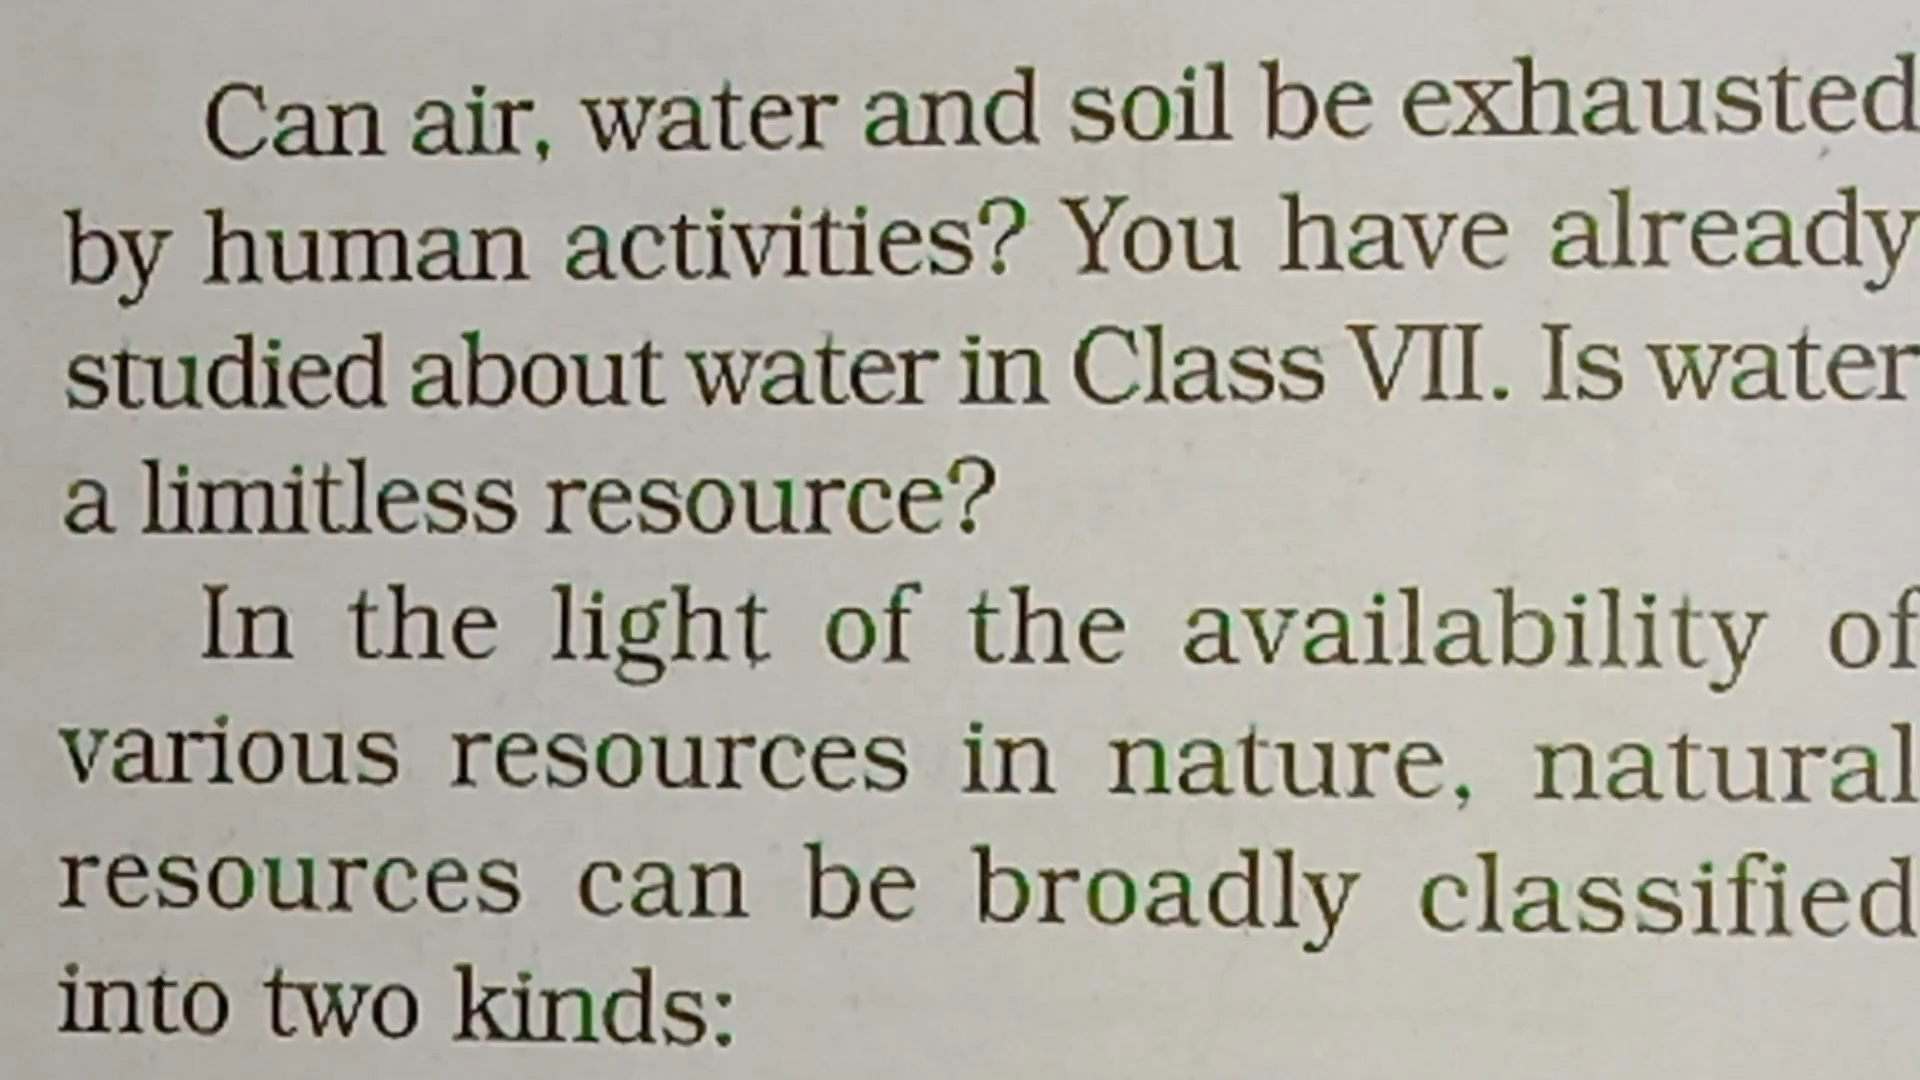 Can air, water and soil be exhausted
by human activities? You have already
studied about water in Class VII. Is water
a limitless resource?
In the light of the availability of
various resources in nature, natural
resources can be broadly classified
into two kinds: